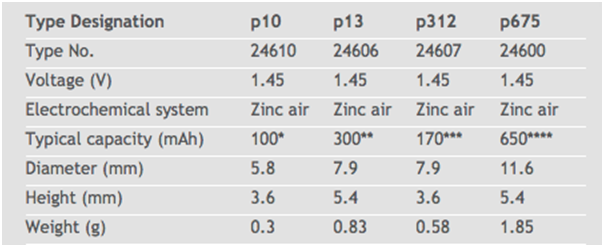 Type Designation p10 p13 p312 p675
Type No. 24610 24606 24607 24600
Voltage (V) 1.45 1.45 1.45 1.45
Electrochemical system Zinc air Zinc air Zinc air Zinc air
Typical capacity (mAh) 100* 300** 170*** 650****
Diameter (mm) 5.8 7.9 7.9 11.6
Height (mm) 3.6 5.4 3.6 5.4
Weight (g) 0.3 0.83 0.58 1.85